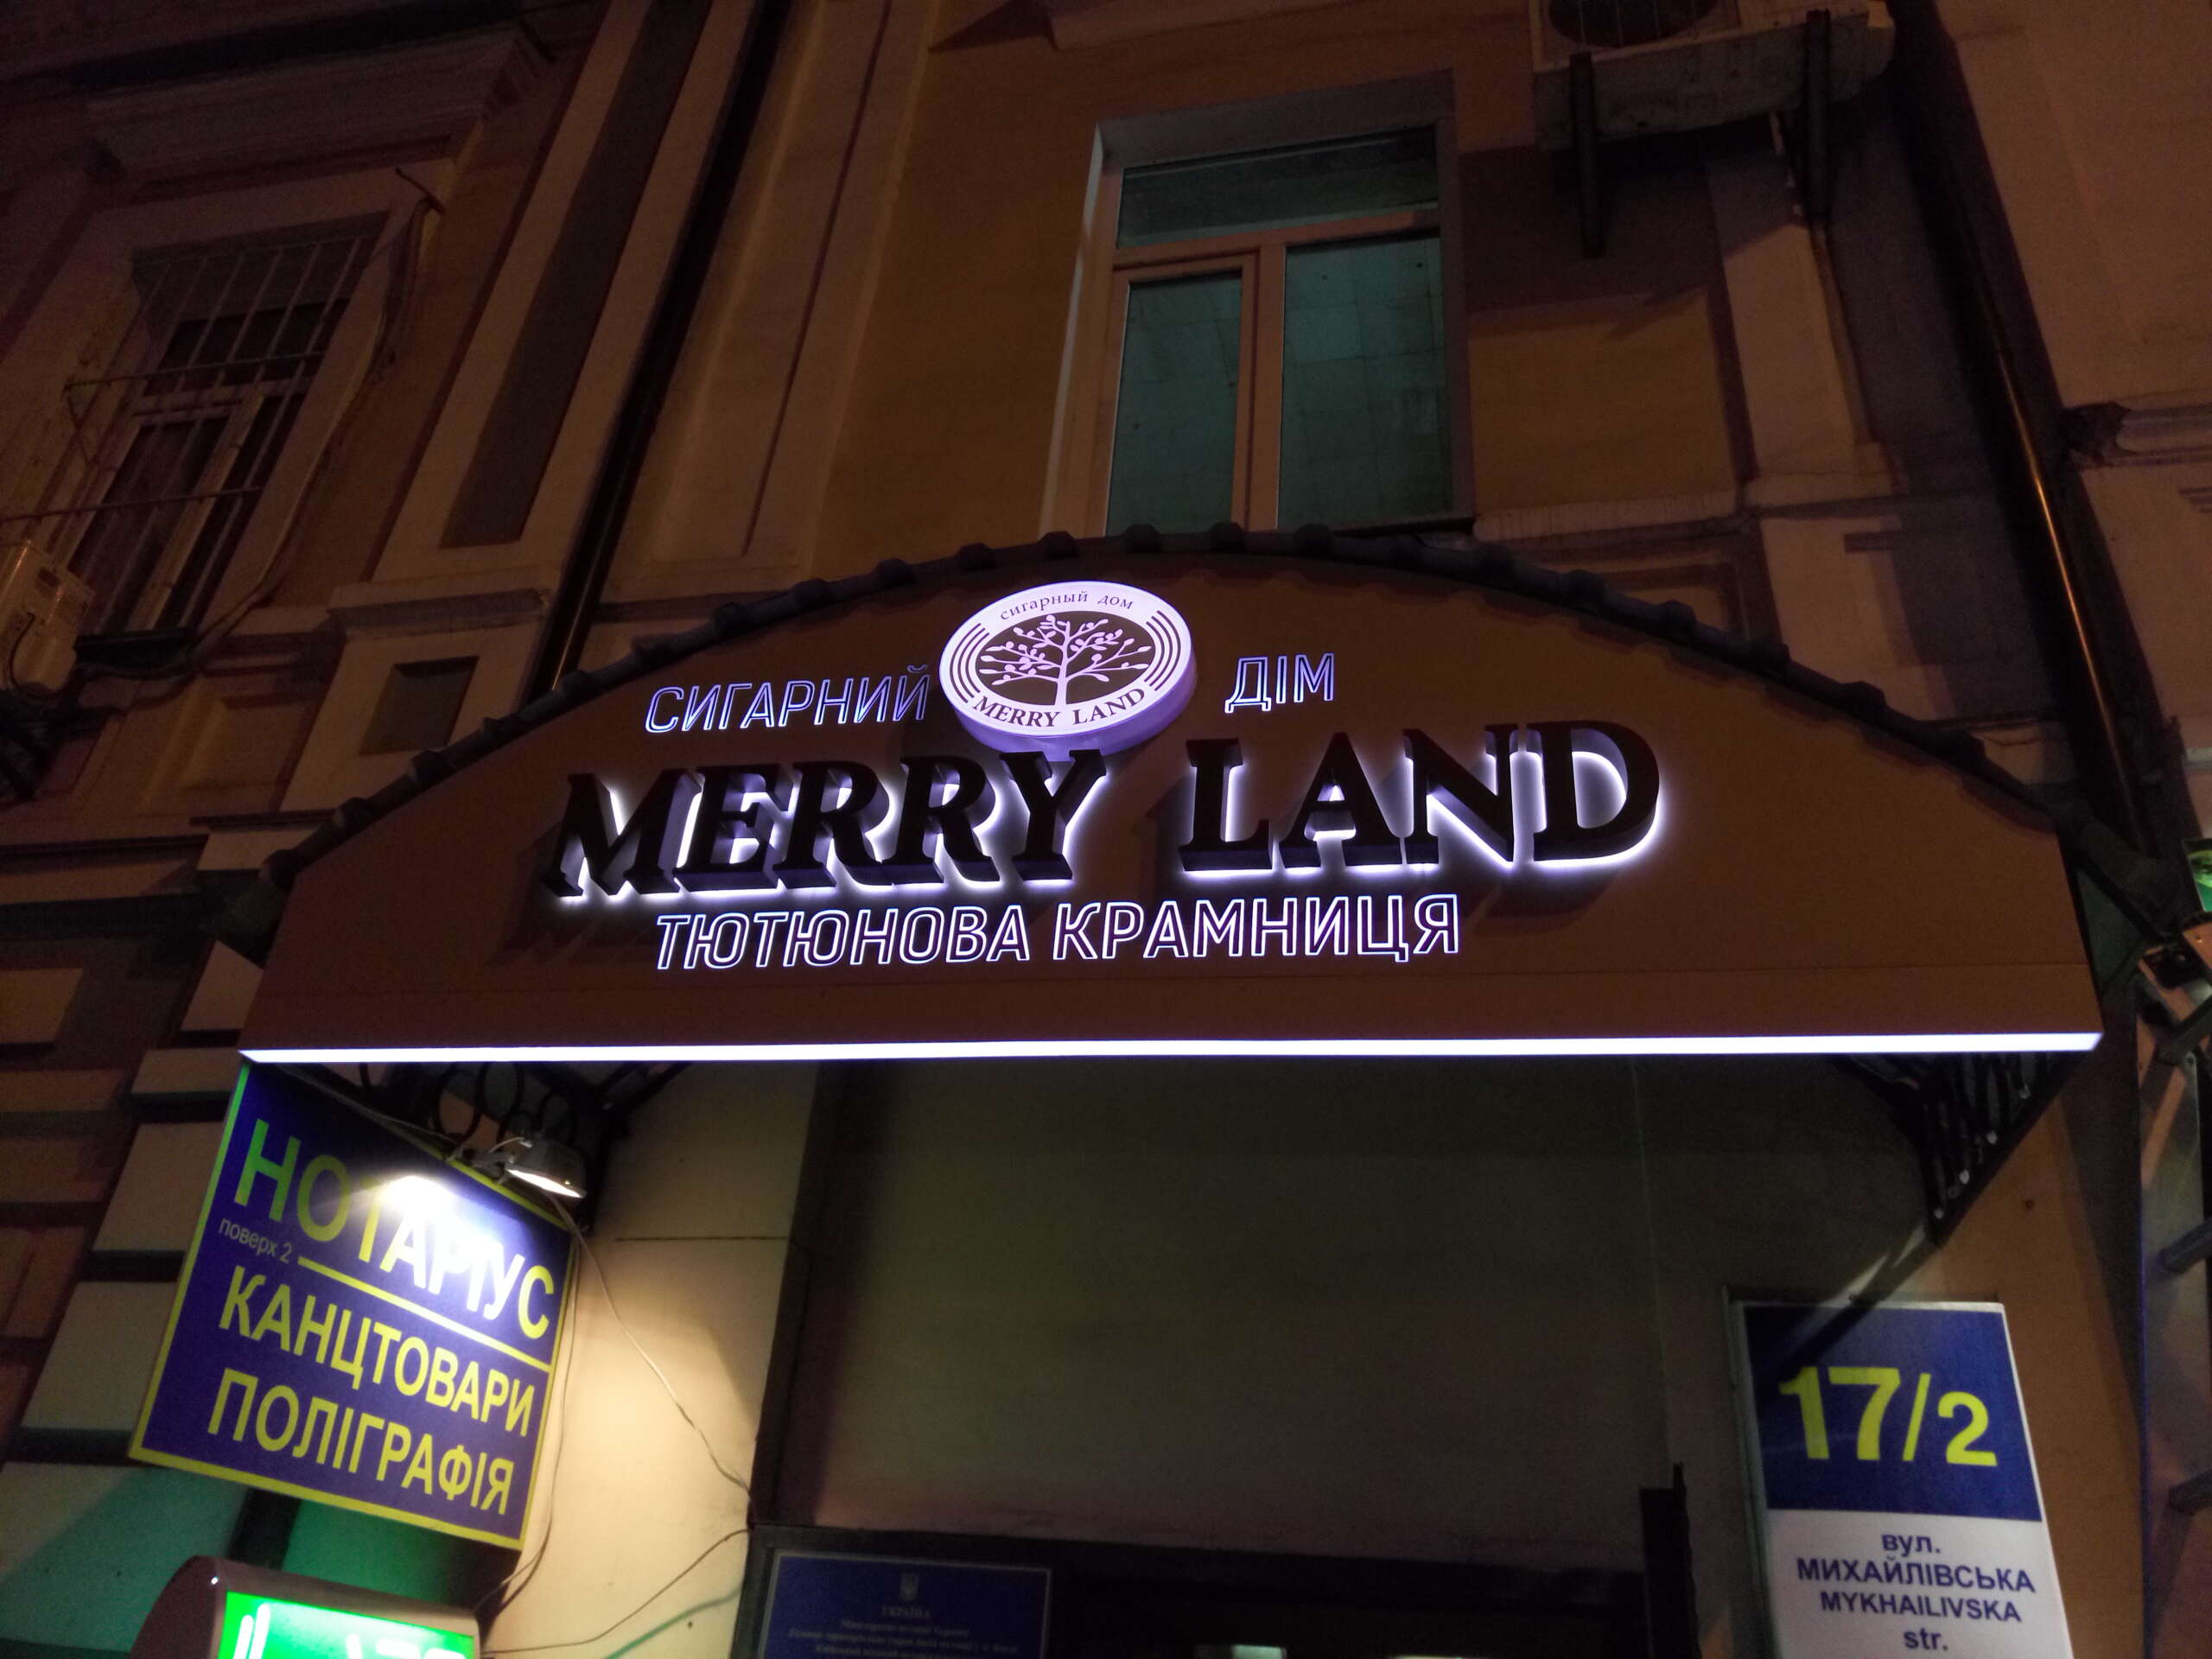 сигарный дом
MERRY LAND
СИГАРНИЙ ДІМ
MERRY LAND
ТЮТЮНОВА КРАМНИЦЯ
НОТАРІУС
поверх 2
КАНЦТОВАРИ
ПОЛІГРАФІЯ
17/2
вул.
МИХАЙЛІВСЬКА
MYKHAILIVSKA
str.
УКРАЇНА